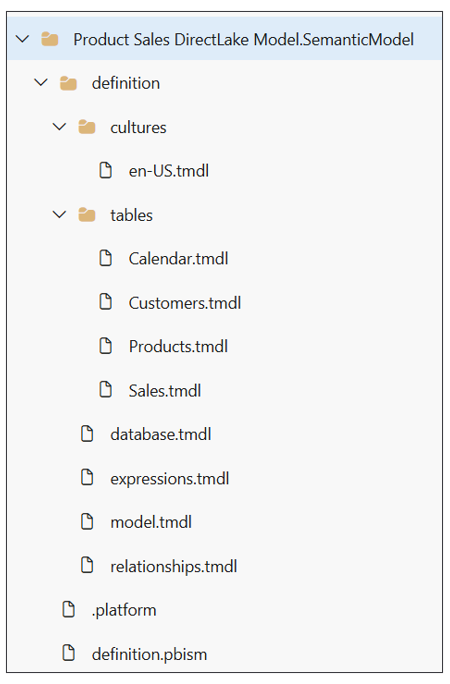 Product Sales DirectLake Model.SemanticModel
definition
cultures
en-US.tmdl
tables
Calendar.tmdl
Customers.tmdl
Products.tmdl
Sales.tmdl
database.tmdl
expressions.tmdl
model.tmdl
relationships.tmdl
.platform
definition.pbism